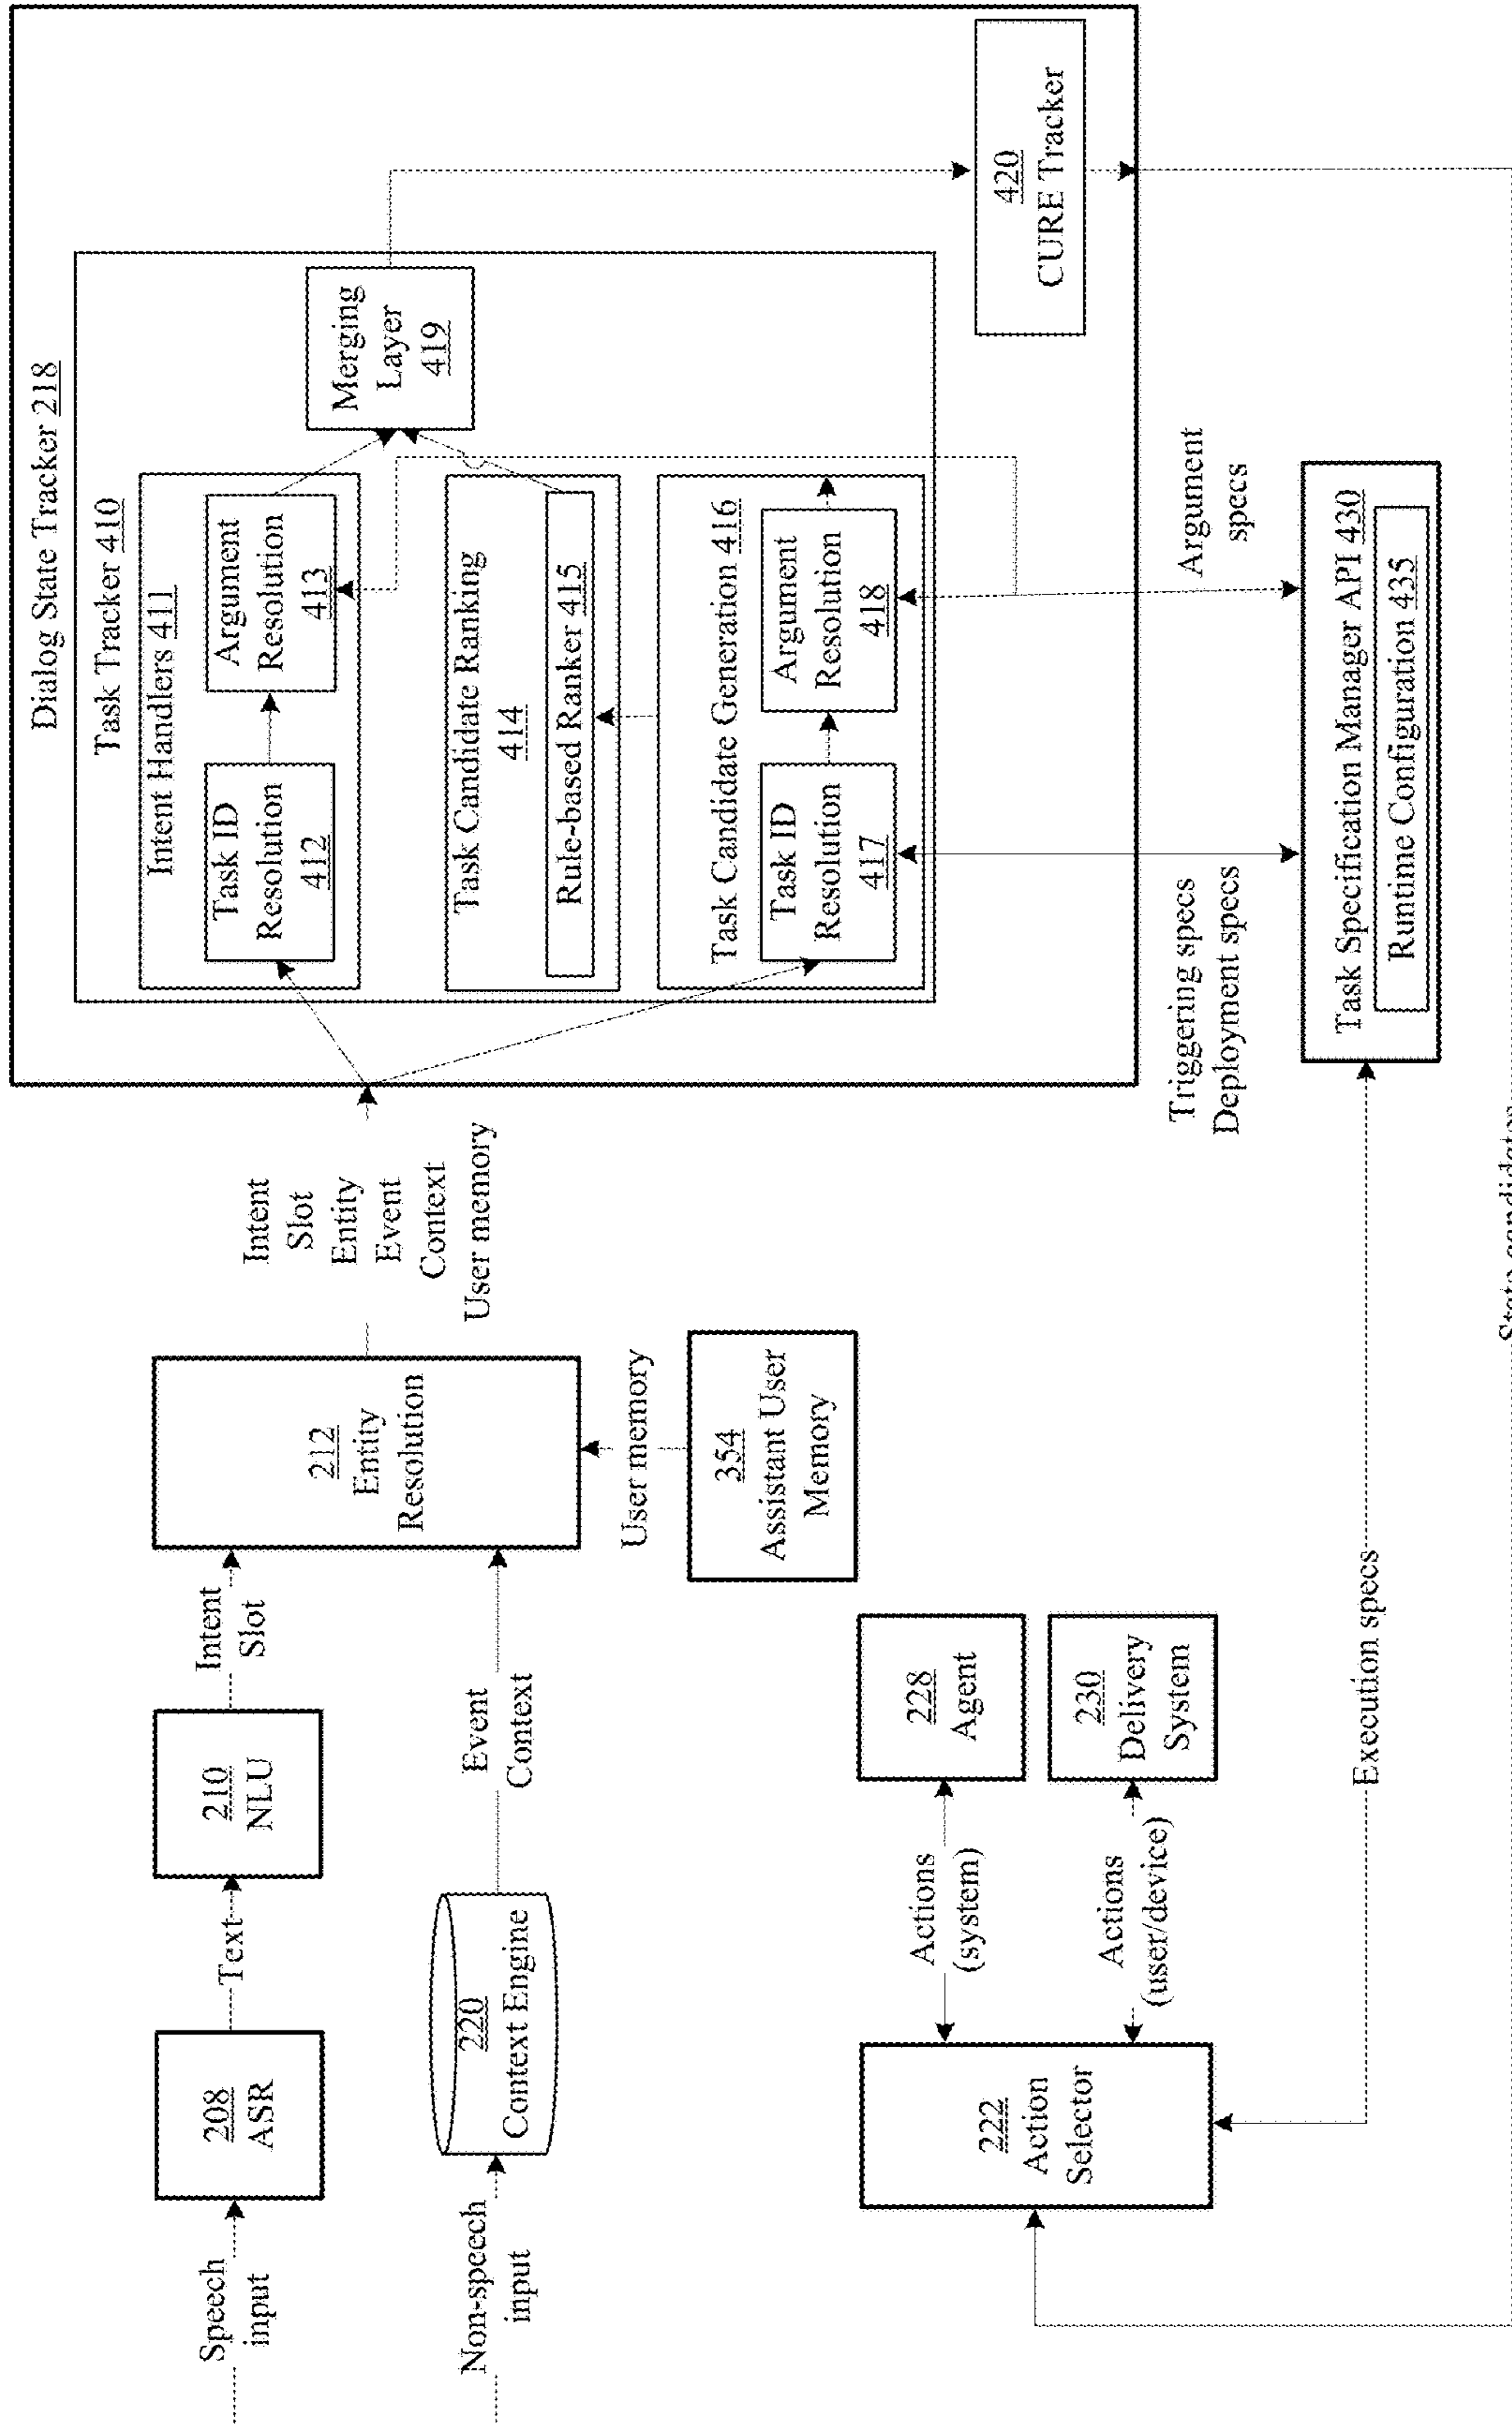 Speech
input
208
ASR
Text
210
NLU
Intent
Slot
Non-speech
input
220
Context Engine
Event
Context
212
Entity
Resolution
User memory
354
Assistant User
Memory
Intent
Slot
Entity
Event
Context
User memory
Dialog State Tracker 218
Task Tracker 410
Intent Handlers 411
Task ID
Resolution
412
Argument
Resolution
413
Task Candidate Ranking
414
Rule-based Ranker 415
Task Candidate Generation 416
Task ID
Resolution
417
Argument
Resolution
418
Merging
Layer
419
420
CURE Tracker
Triggering specs
Deployment specs
Argument
specs
Task Specification Manager API 430
Runtime Configuration 435
222
Action
Selector
Actions
(system)
228
Agent
Actions
(user/device)
230
Delivery
System
Execution specs
State candidates